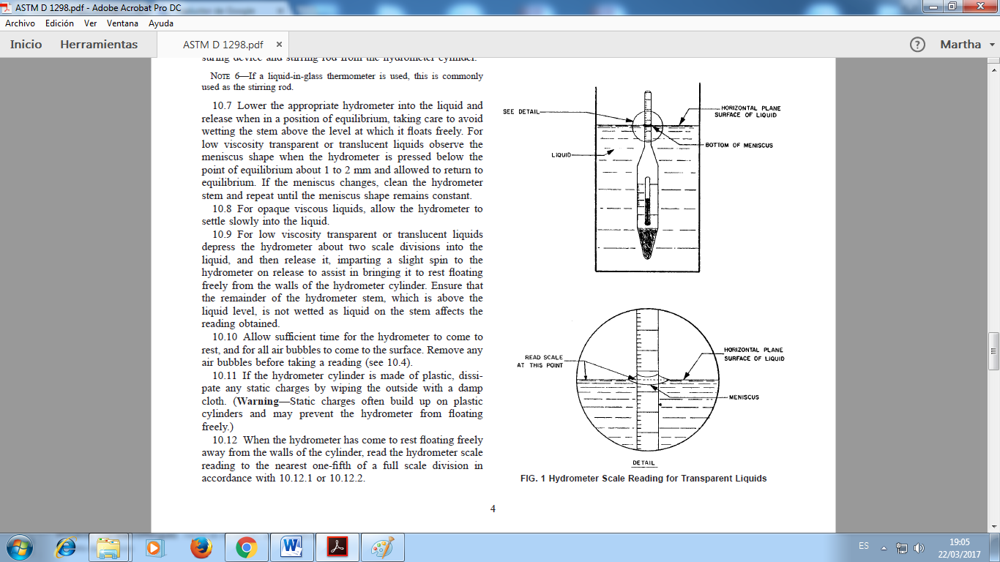 ASTM D 1298.pdf - Adobe Acrobat Pro DC
Archivo Edición Ver Ventana Ayuda
Inicio Herramientas ASTM D 1298.pdf × ? Martha
suring device and stirring rod from the hydrometer cylinder.
NOTE 6—If a liquid-in-glass thermometer is used, this is commonly
used as the stirring rod.
10.7 Lower the appropriate hydrometer into the liquid and
release when in a position of equilibrium, taking care to avoid
wetting the stem above the level at which it floats freely. For
low viscosity transparent or translucent liquids observe the
meniscus shape when the hydrometer is pressed below the
point of equilibrium about 1 to 2 mm and allowed to return to
equilibrium. If the meniscus changes, clean the hydrometer
stem and repeat until the meniscus shape remains constant.
10.8 For opaque viscous liquids, allow the hydrometer to
settle slowly into the liquid.
10.9 For low viscosity transparent or translucent liquids
depress the hydrometer about two scale divisions into the
liquid, and then release it, imparting a slight spin to the
hydrometer on release to assist in bringing it to rest floating
freely from the walls of the hydrometer cylinder. Ensure that
the remainder of the hydrometer stem, which is above the
liquid level, is not wetted as liquid on the stem affects the
reading obtained.
10.10 Allow sufficient time for the hydrometer to come to
rest, and for all air bubbles to come to the surface. Remove any
air bubbles before taking a reading (see 10.4).
10.11 If the hydrometer cylinder is made of plastic, dissi-
pate any static charges by wiping the outside with a damp
cloth. (Warning—Static charges often build up on plastic
cylinders and may prevent the hydrometer from floating
freely.)
10.12 When the hydrometer has come to rest floating freely
away from the walls of the cylinder, read the hydrometer scale
reading to the nearest one-fifth of a full scale division in
accordance with 10.12.1 or 10.12.2.
SEE DETAIL
HORIZONTAL PLANE
SURFACE OF LIQUID
BOTTOM OF MENISCUS
LIQUID
READ SCALE
AT THIS POINT
HORIZONTAL PLANE
SURFACE OF LIQUID
MENISCUS
DETAIL
FIG. 1 Hydrometer Scale Reading for Transparent Liquids
4
ES
19:05
22/03/2017